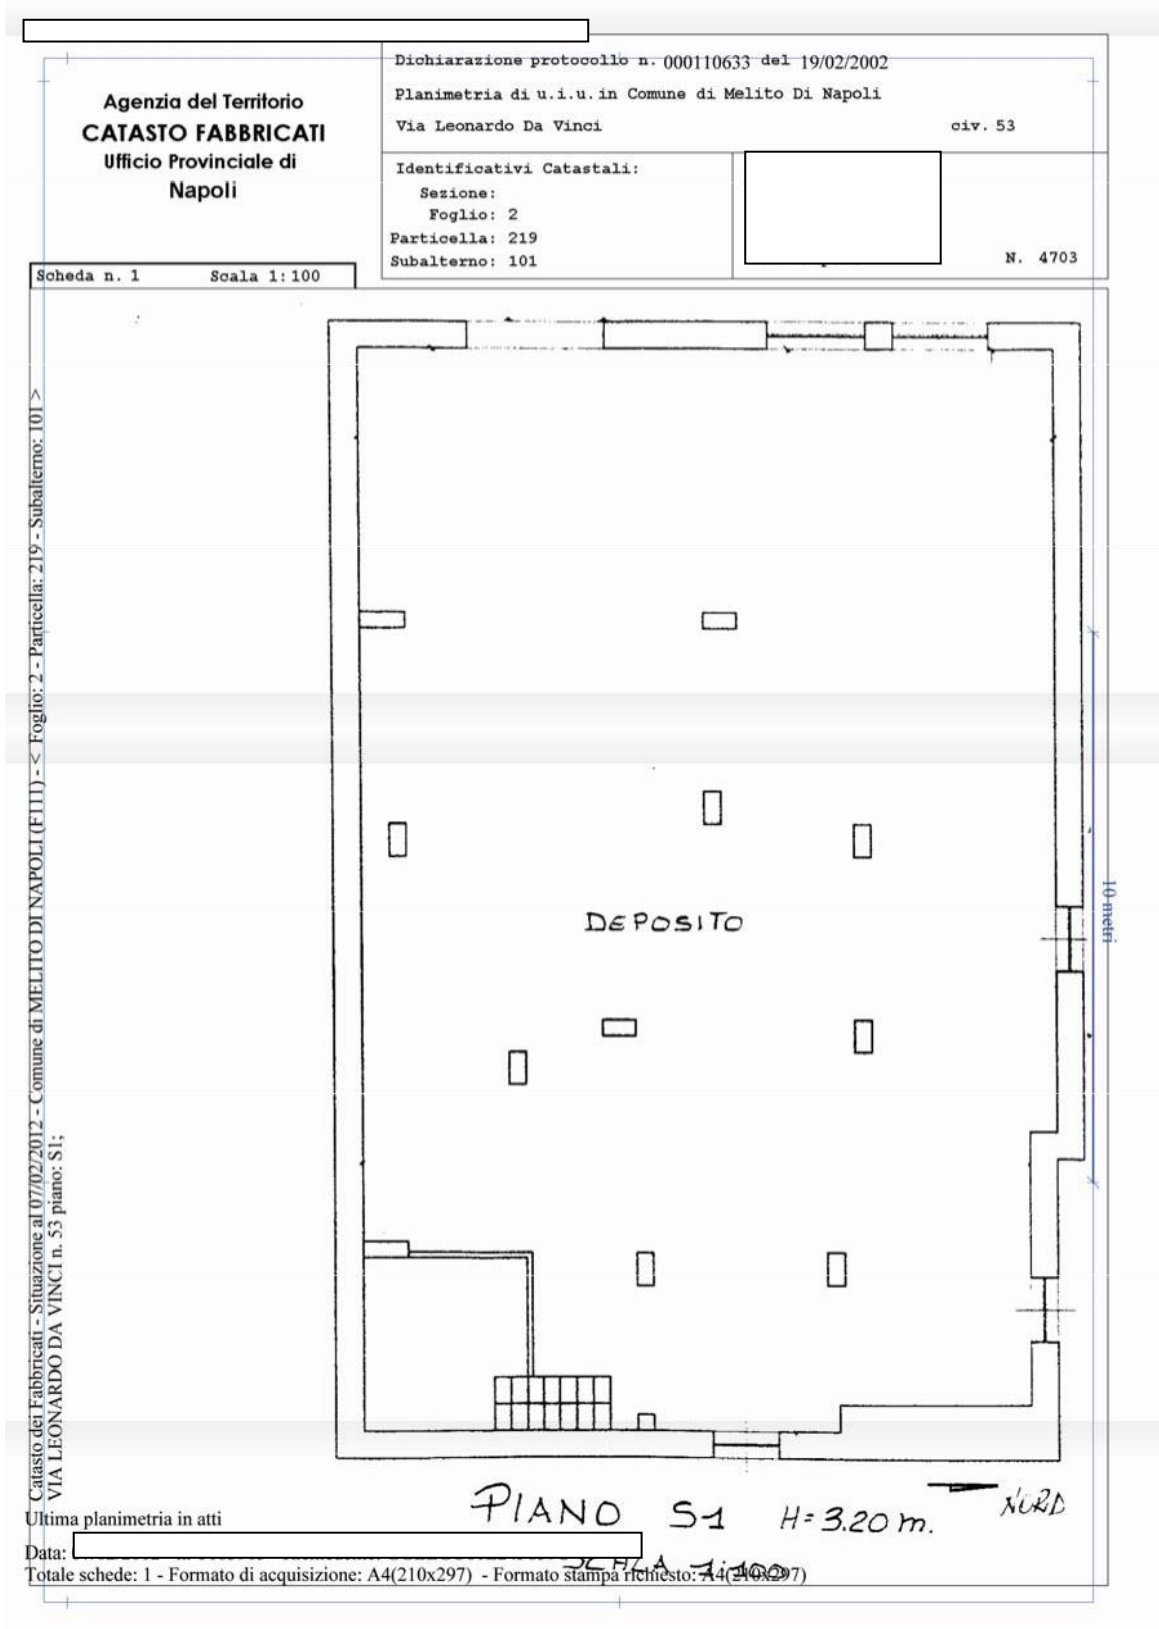 Dichiarazione protocollo n. 000110633 del 19/02/2002
Planimetria di u.i.u. in Comune di Melito Di Napoli
Via Leonardo Da Vinci civ. 53
Agenzia del Territorio
CATASTO FABBRICATI
Ufficio Provinciale di
Napoli
Identificativi Catastali:
Sezione:
Foglio: 2
Particella: 219
Subalterno: 101
N. 4703
Scheda n. 1 Scala 1:100
DEPOSITO
10 metri
Catasto dei Fabbricati - Situazione al 07/02/2012 - Comune di MELITO DI NAPOLI (F111) - < Foglio: 2 - Particella: 219 - Subalterno: 101 >
VIA LEONARDO DA VINCI n. 53 piano: S1;
PIANO S1 H=3.20 m.
NORD
SCALA 1:100
Ultima planimetria in atti
Data:
Totale schede: 1 - Formato di acquisizione: A4(210x297) - Formato stampa richiesto: A4(210x297)